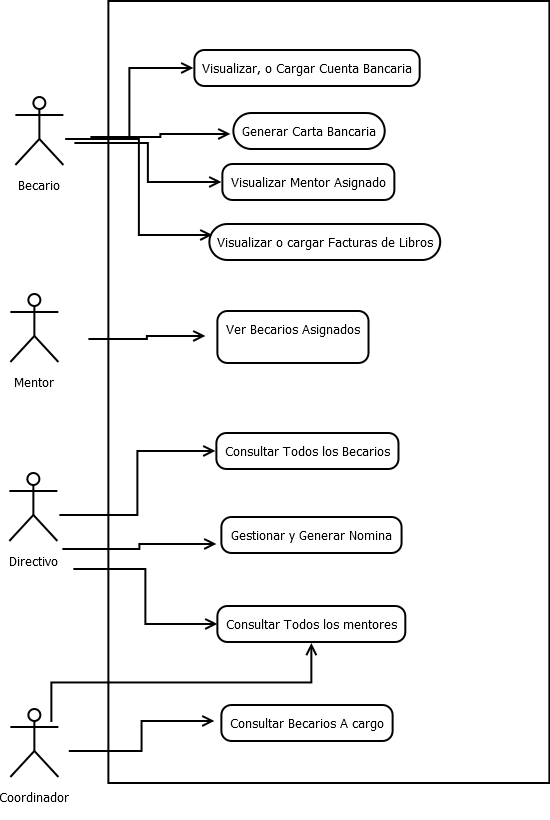 Visualizar, o Cargar Cuenta Bancaria
Generar Carta Bancaria
Becario
Visualizar Mentor Asignado
Visualizar o cargar Facturas de Libros
Ver Becarios Asignados
Mentor
Consultar Todos los Becarios
Gestionar y Generar Nomina
Directivo
Consultar Todos los mentores
Consultar Becarios A cargo
Coordinador